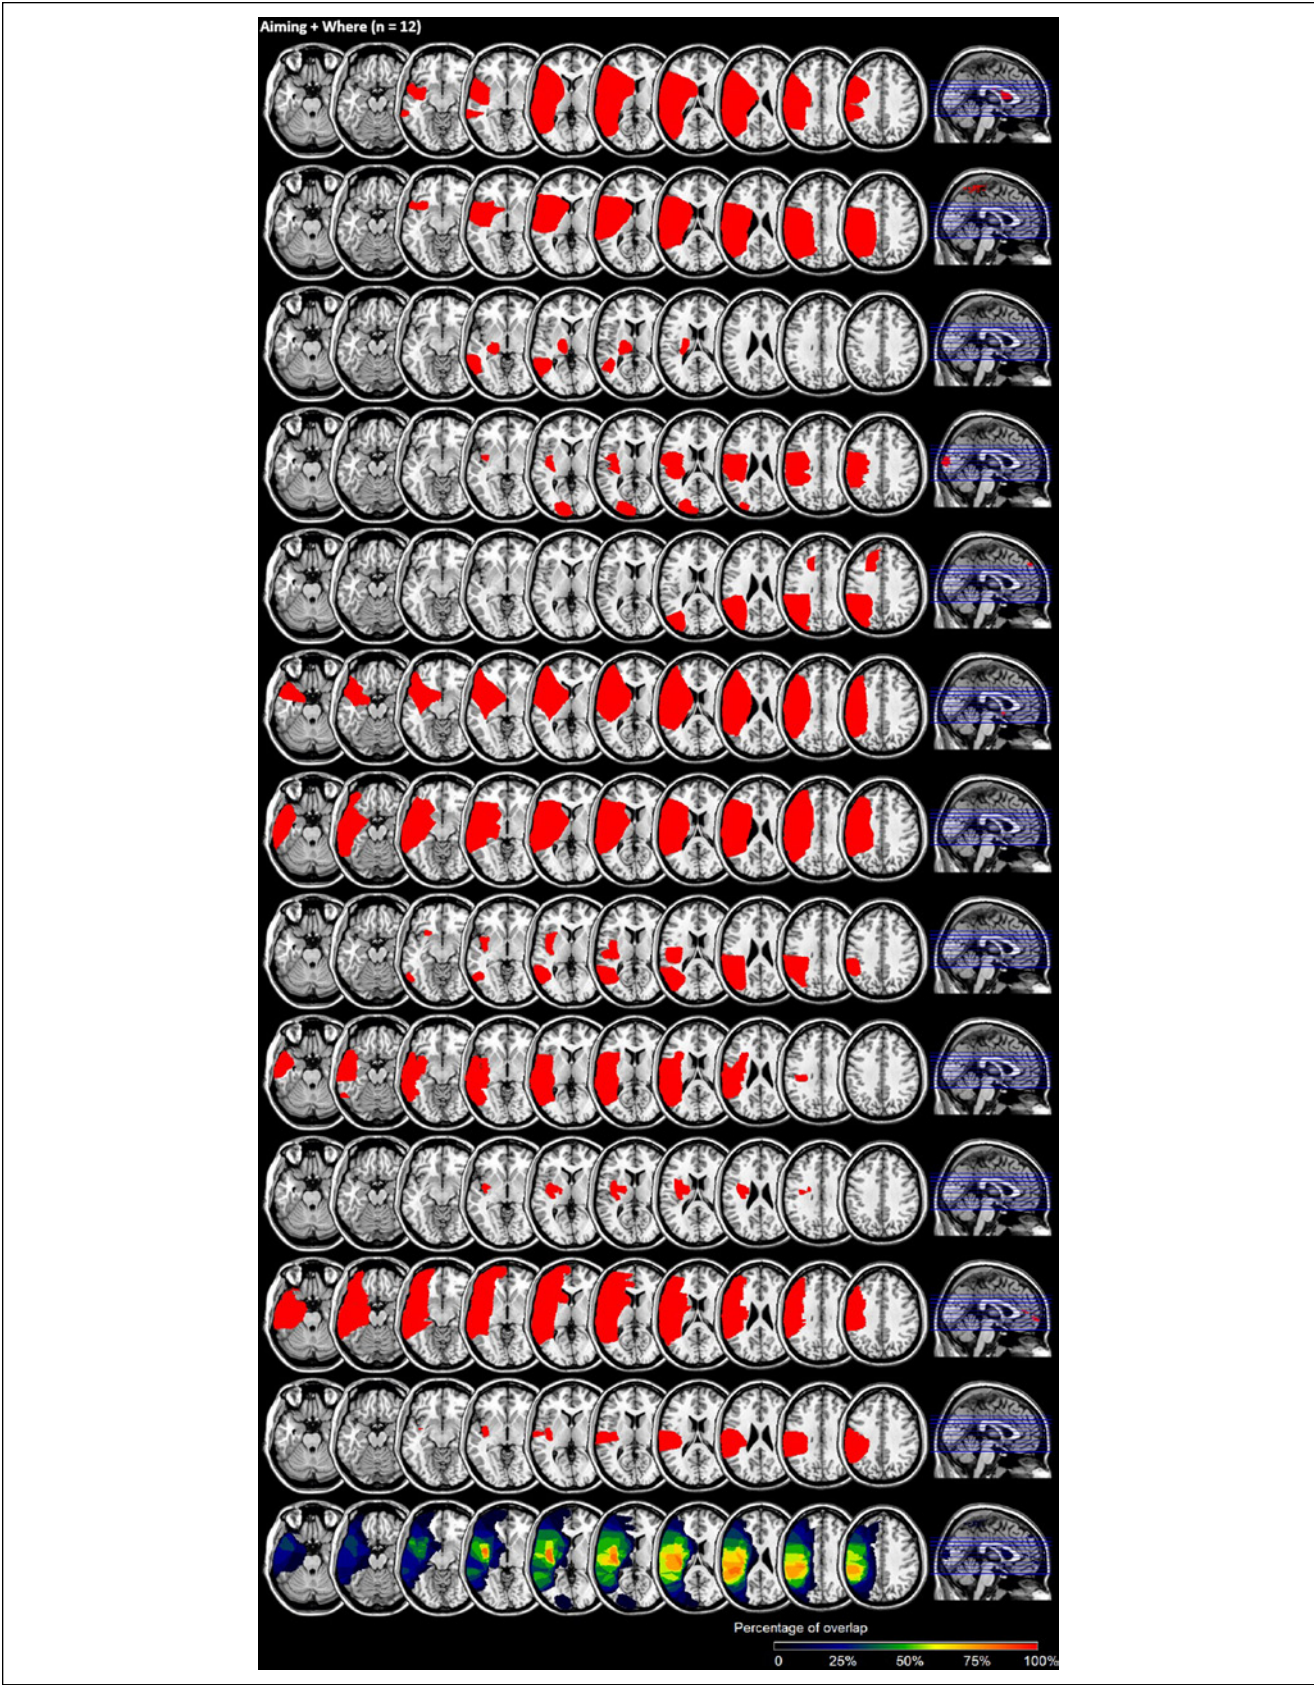 Aiming + Where (n = 12)
Percentage of overlap
0 25% 50% 75% 100%